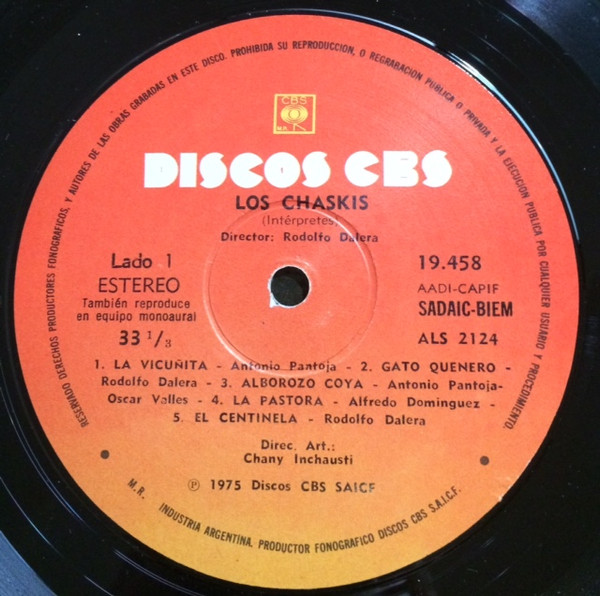 RESERVADO DERECHOS PRODUCTORES FONOGRAFICOS, Y AUTORES DE LAS OBRAS GRABADAS EN ESTE DISCO. PROHIBIDA SU REPRODUCCION, O REGRABACION PUBLICA O PRIVADA Y LA EJECUCION PUBLICA POR CUALQUIER USUARIO Y PROCEDIMIENTO.
CBS
M.R.
DISCOS CBS
LOS CHASKIS
(Intérpretes)
Director: Rodolfo Dalera
Lado 1
ESTEREO
También reproduce
en equipo monoaural
33 1/3
19.458
AADI-CAPIF
SADAIC-BIEM
ALS 2124
1. LA VICUÑITA - Antonio Pantoja - 2. GATO QUENERO -
Rodolfo Dalera - 3. ALBOROZO COYA - Antonio Pantoja-
Oscar Valles - 4. LA PASTORA - Alfredo Dominguez -
5. EL CENTINELA - Rodolfo Dalera
Direc. Art.:
Chany Inchausti
℗ 1975 Discos CBS SAICF
M.R. INDUSTRIA ARGENTINA. PRODUCTOR FONOGRAFICO DISCOS CBS S.A.I.C.F.